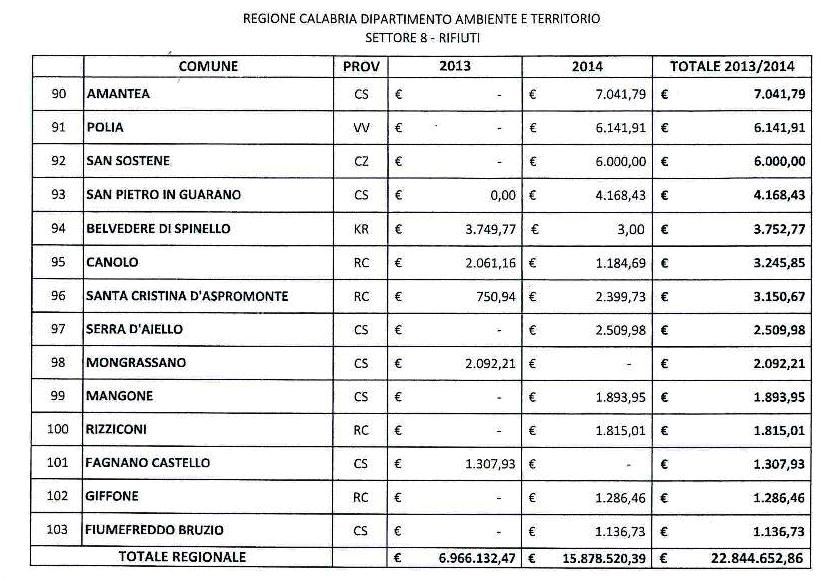 REGIONE CALABRIA DIPARTIMENTO AMBIENTE E TERRITORIO
SETTORE 8 - RIFIUTI
COMUNE PROV 2013 2014 TOTALE 2013/2014
90 AMANTEA CS € - € 7.041,79 € 7.041,79
91 POLIA VV € - € 6.141,91 € 6.141,91
92 SAN SOSTENE CZ € - € 6.000,00 € 6.000,00
93 SAN PIETRO IN GUARANO CS € 0,00 € 4.168,43 € 4.168,43
94 BELVEDERE DI SPINELLO KR € 3.749,77 € 3,00 € 3.752,77
95 CANOLO RC € 2.061,16 € 1.184,69 € 3.245,85
96 SANTA CRISTINA D'ASPROMONTE RC € 750,94 € 2.399,73 € 3.150,67
97 SERRA D'AIELLO CS € - € 2.509,98 € 2.509,98
98 MONGRASSANO CS € 2.092,21 € - € 2.092,21
99 MANGONE CS € - € 1.893,95 € 1.893,95
100 RIZZICONI RC € - € 1.815,01 € 1.815,01
101 FAGNANO CASTELLO CS € 1.307,93 € - € 1.307,93
102 GIFFONE RC € - € 1.286,46 € 1.286,46
103 FIUMEFREDDO BRUZIO CS € - € 1.136,73 € 1.136,73
TOTALE REGIONALE € 6.966.132,47 € 15.878.520,39 € 22.844.652,86